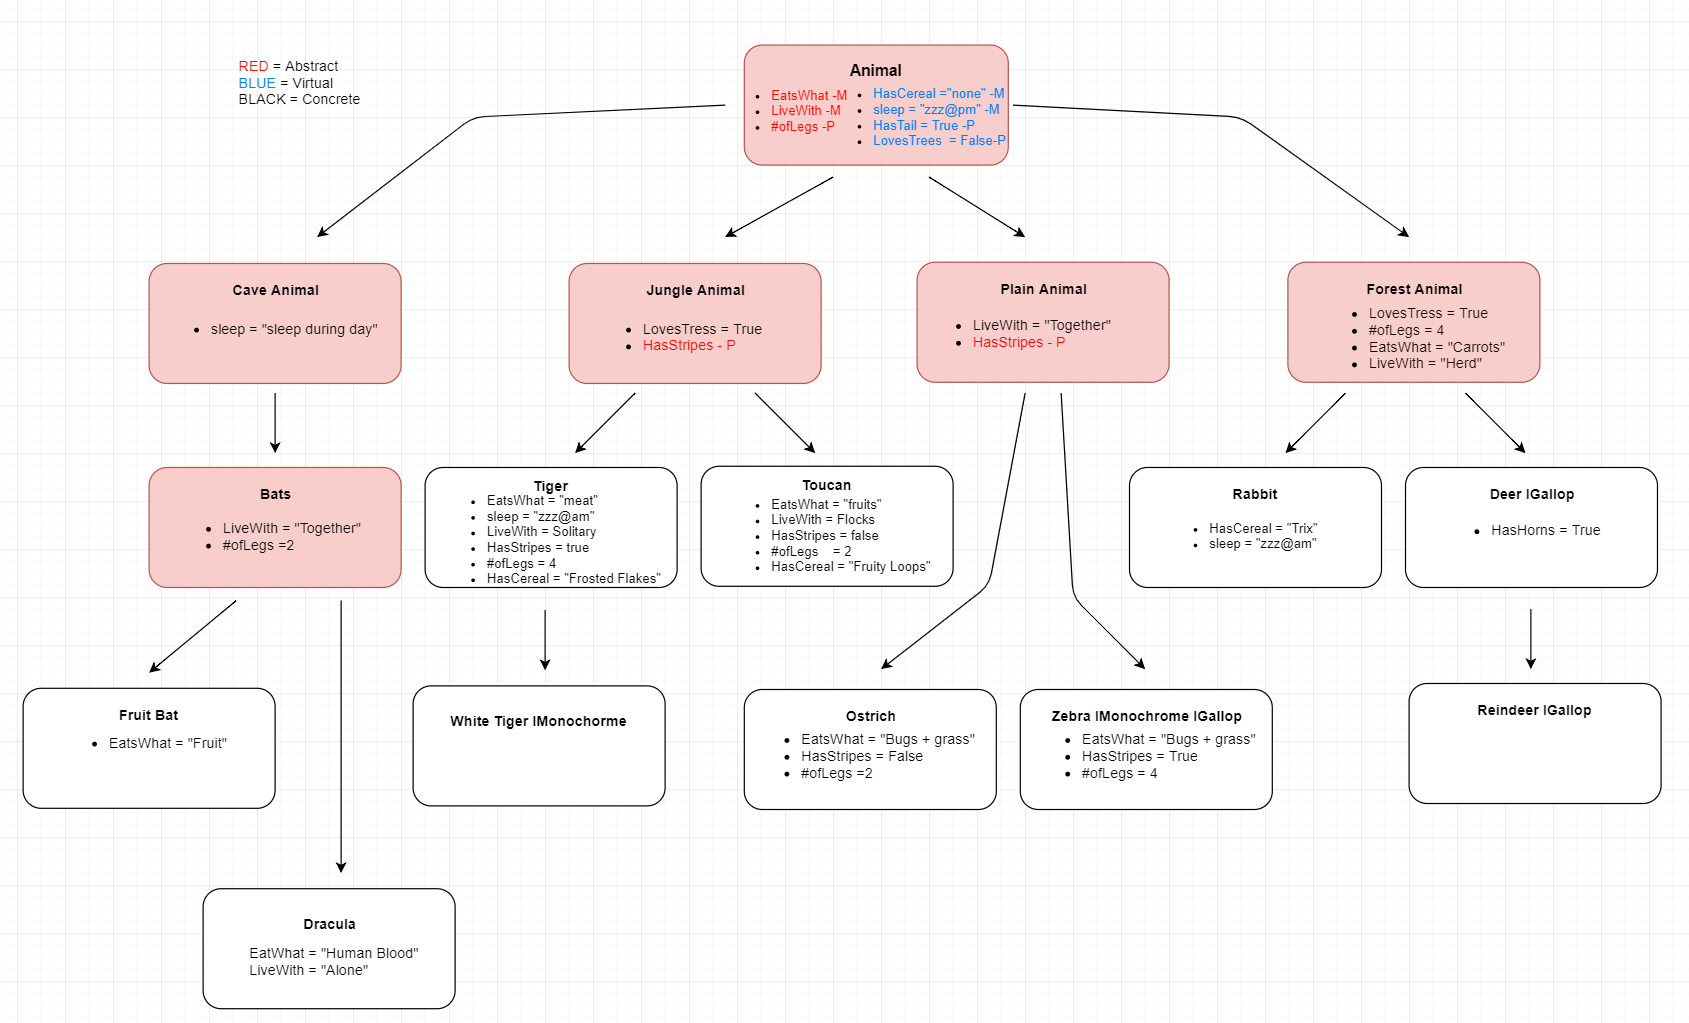 RED = Abstract
BLUE = Virtual
BLACK = Concrete
Animal
EatsWhat -M
LiveWith -M
#ofLegs -P
HasCereal ="none" -M
sleep = "zzz@pm" -M
HasTail = True -P
LovesTrees = False-P
Cave Animal
sleep = "sleep during day"
Jungle Animal
LovesTress = True
HasStripes - P
Plain Animal
LiveWith = "Together"
HasStripes - P
Forest Animal
LovesTress = True
#ofLegs = 4
EatsWhat = "Carrots"
LiveWith = "Herd"
Bats
LiveWith = "Together"
#ofLegs =2
Tiger
EatsWhat = "meat"
sleep = "zzz@am"
LiveWith = Solitary
HasStripes = true
#ofLegs = 4
HasCereal = "Frosted Flakes"
Toucan
EatsWhat = "fruits"
LiveWith = Flocks
HasStripes = false
#ofLegs = 2
HasCereal = "Fruity Loops"
Rabbit
HasCereal = "Trix"
sleep = "zzz@am"
Deer IGallop
HasHorns = True
Fruit Bat
EatsWhat = "Fruit"
White Tiger IMonochorme
Ostrich
EatsWhat = "Bugs + grass"
HasStripes = False
#ofLegs =2
Zebra IMonochrome IGallop
EatsWhat = "Bugs + grass"
HasStripes = True
#ofLegs = 4
Reindeer IGallop
Dracula
EatWhat = "Human Blood"
LiveWith = "Alone"